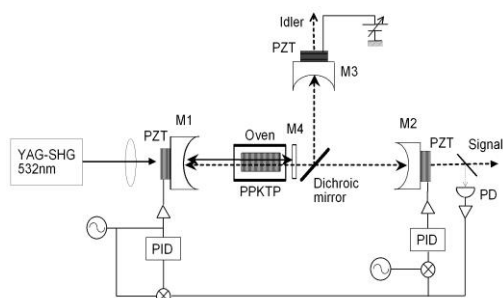 Idler
PZT
M3
M1
Oven
M4
M2
PZT
PZT
Signal
YAG-SHG
532nm
PD
PPKTP
Dichroic
mirror
PID
PID